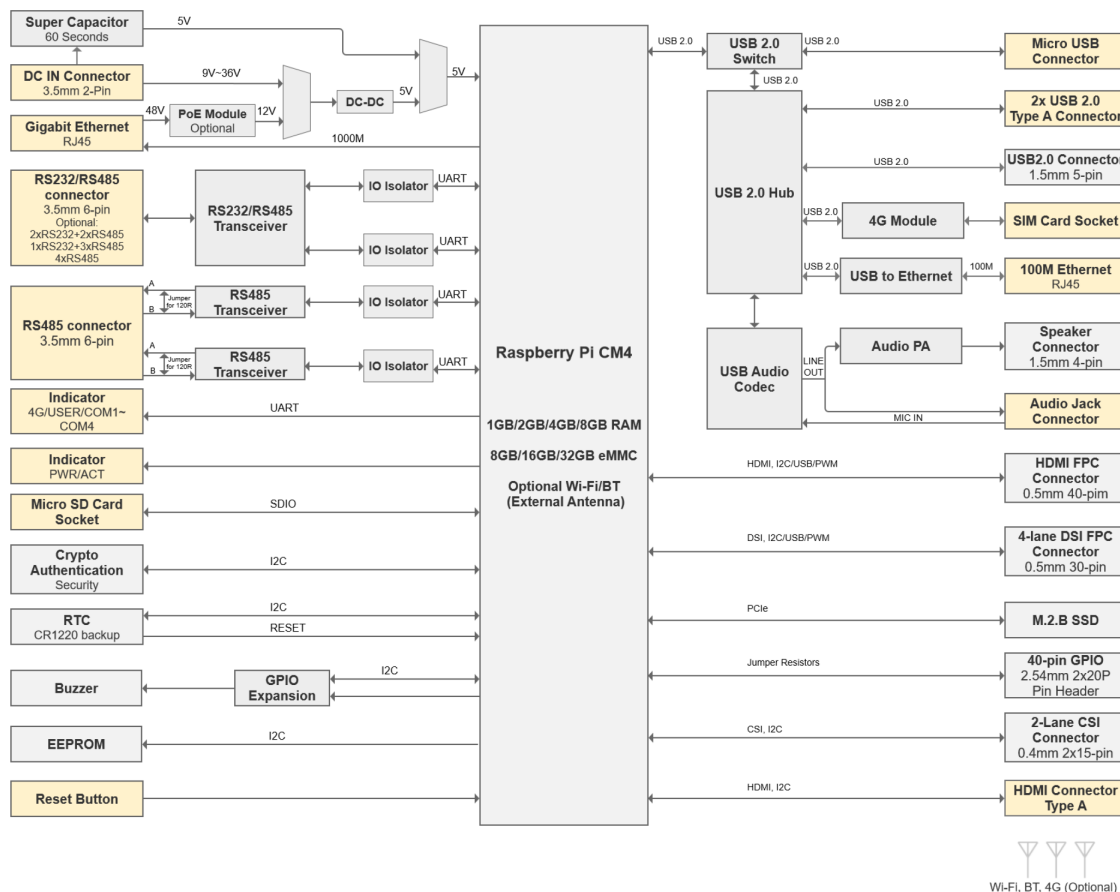 Super Capacitor
60 Seconds
5V
DC IN Connector
3.5mm 2-Pin
9V~36V
5V
DC-DC
5V
48V
PoE Module
Optional
12V
Gigabit Ethernet
RJ45
1000M
RS232/RS485
connector
3.5mm 6-pin
Optional:
2xRS232+2xRS485
1xRS232+3xRS485
4xRS485
RS232/RS485
Transceiver
IO Isolator
UART
IO Isolator
UART
RS485 connector
3.5mm 6-pin
A
Jumper
for 120R
B
RS485
Transceiver
IO Isolator
UART
A
Jumper
for 120R
B
RS485
Transceiver
IO Isolator
UART
Indicator
4G/USER/COM1~
COM4
UART
Indicator
PWR/ACT
Micro SD Card
Socket
SDIO
Crypto
Authentication
Security
I2C
RTC
CR1220 backup
I2C
RESET
Buzzer
GPIO
Expansion
I2C
EEPROM
I2C
Reset Button
Raspberry Pi CM4
1GB/2GB/4GB/8GB RAM
8GB/16GB/32GB eMMC
Optional Wi-Fi/BT
(External Antenna)
USB 2.0
USB 2.0
Switch
USB 2.0
Micro USB
Connector
USB 2.0
USB 2.0 Hub
USB 2.0
2x USB 2.0
Type A Connector
USB 2.0
USB2.0 Connector
1.5mm 5-pin
USB 2.0
4G Module
SIM Card Socket
USB 2.0
USB to Ethernet
100M
100M Ethernet
RJ45
USB Audio
Codec
LINE
OUT
Audio PA
Speaker
Connector
1.5mm 4-pin
MIC IN
Audio Jack
Connector
HDMI, I2C/USB/PWM
HDMI FPC
Connector
0.5mm 40-pim
DSI, I2C/USB/PWM
4-lane DSI FPC
Connector
0.5mm 30-pin
PCIe
M.2.B SSD
Jumper Resistors
40-pin GPIO
2.54mm 2x20P
Pin Header
CSI, I2C
2-Lane CSI
Connector
0.4mm 2x15-pin
HDMI, I2C
HDMI Connector
Type A
Wi-Fi, BT, 4G (Optional)